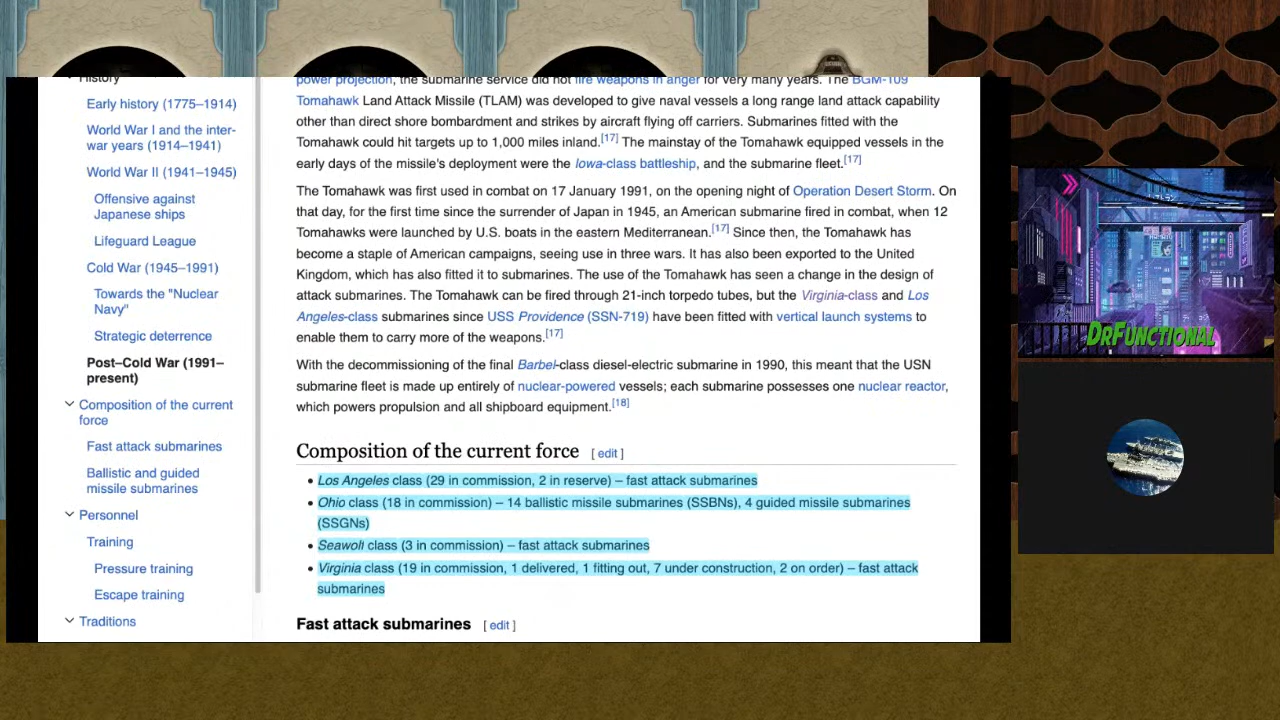 History
Early history (1775–1914)
World War I and the inter-
war years (1914–1941)
World War II (1941–1945)
Offensive against
Japanese ships
Lifeguard League
Cold War (1945–1991)
Towards the "Nuclear
Navy"
Strategic deterrence
Post–Cold War (1991–
present)
Composition of the current
force
Fast attack submarines
Ballistic and guided
missile submarines
Personnel
Training
Pressure training
Escape training
Traditions
power projection, the submarine service did not fire weapons in anger for very many years. The BGM-109
Tomahawk Land Attack Missile (TLAM) was developed to give naval vessels a long range land attack capability
other than direct shore bombardment and strikes by aircraft flying off carriers. Submarines fitted with the
Tomahawk could hit targets up to 1,000 miles inland.[17] The mainstay of the Tomahawk equipped vessels in the
early days of the missile's deployment were the Iowa-class battleship, and the submarine fleet.[17]
The Tomahawk was first used in combat on 17 January 1991, on the opening night of Operation Desert Storm. On
that day, for the first time since the surrender of Japan in 1945, an American submarine fired in combat, when 12
Tomahawks were launched by U.S. boats in the eastern Mediterranean.[17] Since then, the Tomahawk has
become a staple of American campaigns, seeing use in three wars. It has also been exported to the United
Kingdom, which has also fitted it to submarines. The use of the Tomahawk has seen a change in the design of
attack submarines. The Tomahawk can be fired through 21-inch torpedo tubes, but the Virginia-class and Los
Angeles-class submarines since USS Providence (SSN-719) have been fitted with vertical launch systems to
enable them to carry more of the weapons.[17]
With the decommissioning of the final Barbel-class diesel-electric submarine in 1990, this meant that the USN
submarine fleet is made up entirely of nuclear-powered vessels; each submarine possesses one nuclear reactor,
which powers propulsion and all shipboard equipment.[18]
Composition of the current force [ edit ]
• Los Angeles class (29 in commission, 2 in reserve) – fast attack submarines
• Ohio class (18 in commission) – 14 ballistic missile submarines (SSBNs), 4 guided missile submarines
(SSGNs)
• Seawolf class (3 in commission) – fast attack submarines
• Virginia class (19 in commission, 1 delivered, 1 fitting out, 7 under construction, 2 on order) – fast attack
submarines
Fast attack submarines [ edit ]
DRFUNCTIONAL